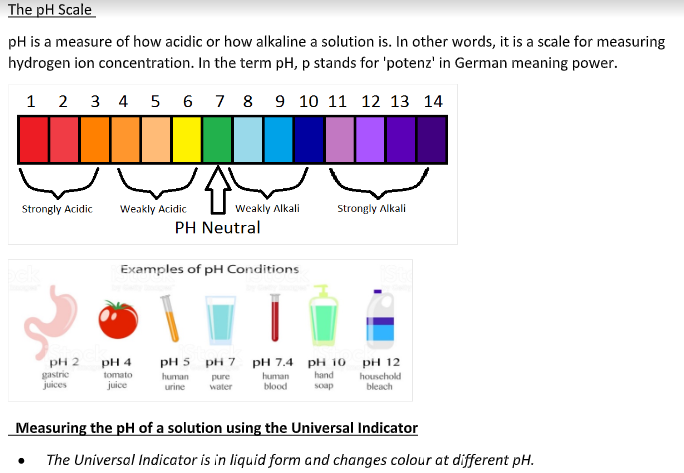 The pH Scale
pH is a measure of how acidic or how alkaline a solution is. In other words, it is a scale for measuring
hydrogen ion concentration. In the term pH, p stands for 'potenz' in German meaning power.
1 2 3 4 5 6 7 8 9 10 11 12 13 14
Strongly Acidic Weakly Acidic Weakly Alkali Strongly Alkali
PH Neutral
Examples of pH Conditions
pH 2 pH 4 pH 5 pH 7 pH 7.4 pH 10 pH 12
gastric tomato human pure human hand household
juices juice urine water blood soap bleach
Measuring the pH of a solution using the Universal Indicator
• The Universal Indicator is in liquid form and changes colour at different pH.